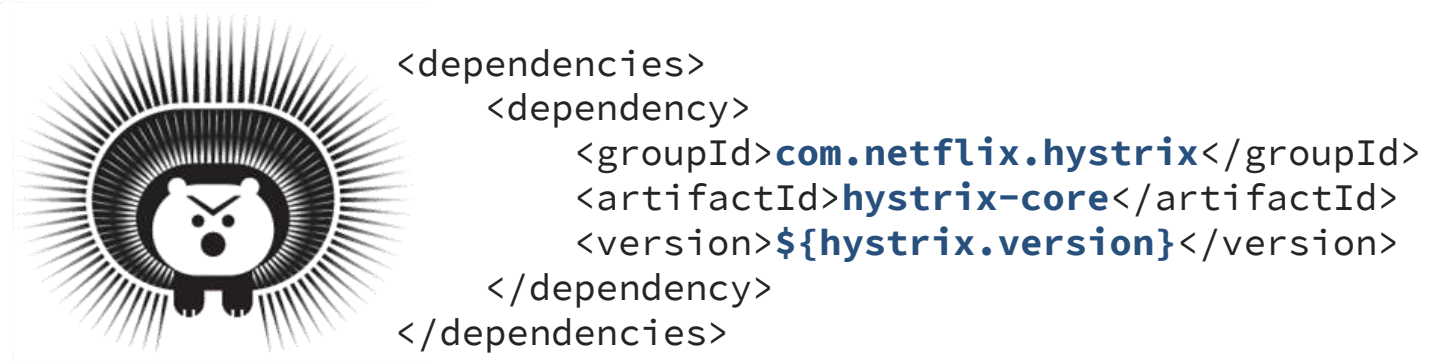 <dependencies>
    <dependency>
        <groupId>com.netflix.hystrix</groupId>
        <artifactId>hystrix-core</artifactId>
        <version>${hystrix.version}</version>
    </dependency>
</dependencies>